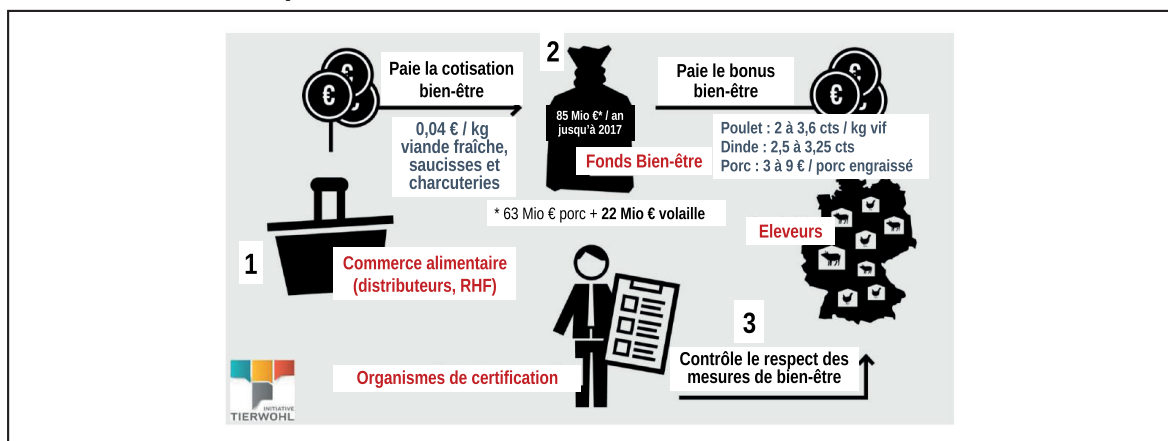 2
Paie la cotisation
bien-être
0,04 € / kg
viande fraîche,
saucisses et
charcuteries
85 Mio €* / an
jusqu'à 2017
Fonds Bien-être
* 63 Mio € porc + 22 Mio € volaille
Paie le bonus
bien-être
Poulet : 2 à 3,6 cts / kg vif
Dinde : 2,5 à 3,25 cts
Porc : 3 à 9 € / porc engraissé
Eleveurs
1
Commerce alimentaire
(distributeurs, RHF)
3
Contrôle le respect des
mesures de bien-être
Organismes de certification
INITIATIVE
TIERWOHL
€
€
€
€